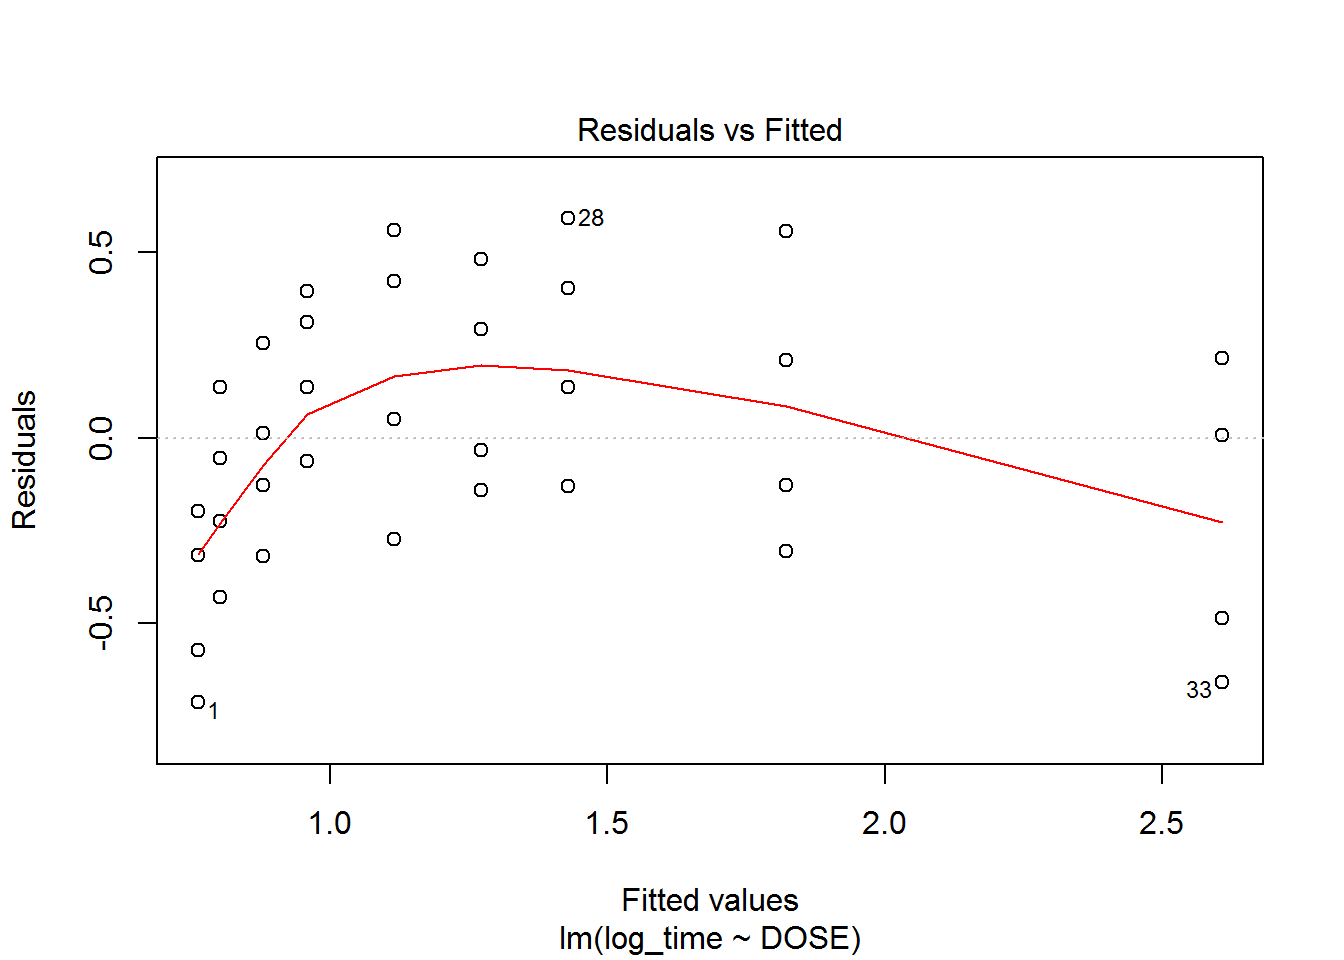 Residuals vs Fitted
Residuals
0.5
0.0
-0.5
28
1
33
1.0 1.5 2.0 2.5
Fitted values
lm(log_time ~ DOSE)